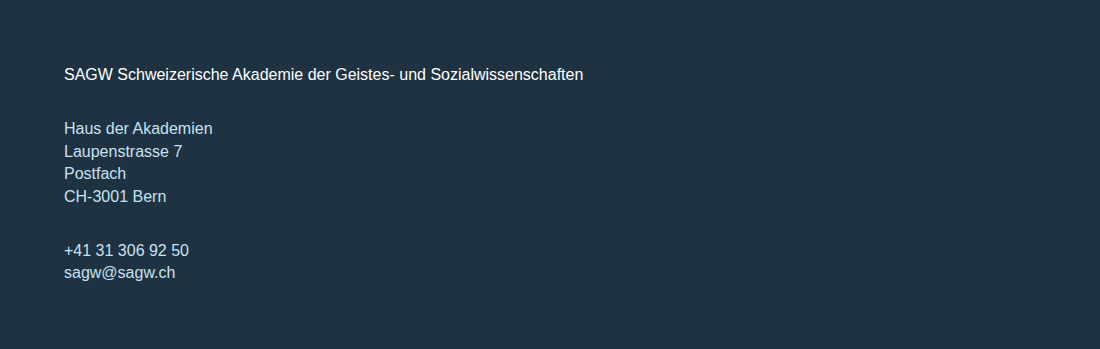 SAGW Schweizerische Akademie der Geistes- und Sozialwissenschaften
Haus der Akademien
Laupenstrasse 7
Postfach
CH-3001 Bern
+41 31 306 92 50
sagw@sagw.ch